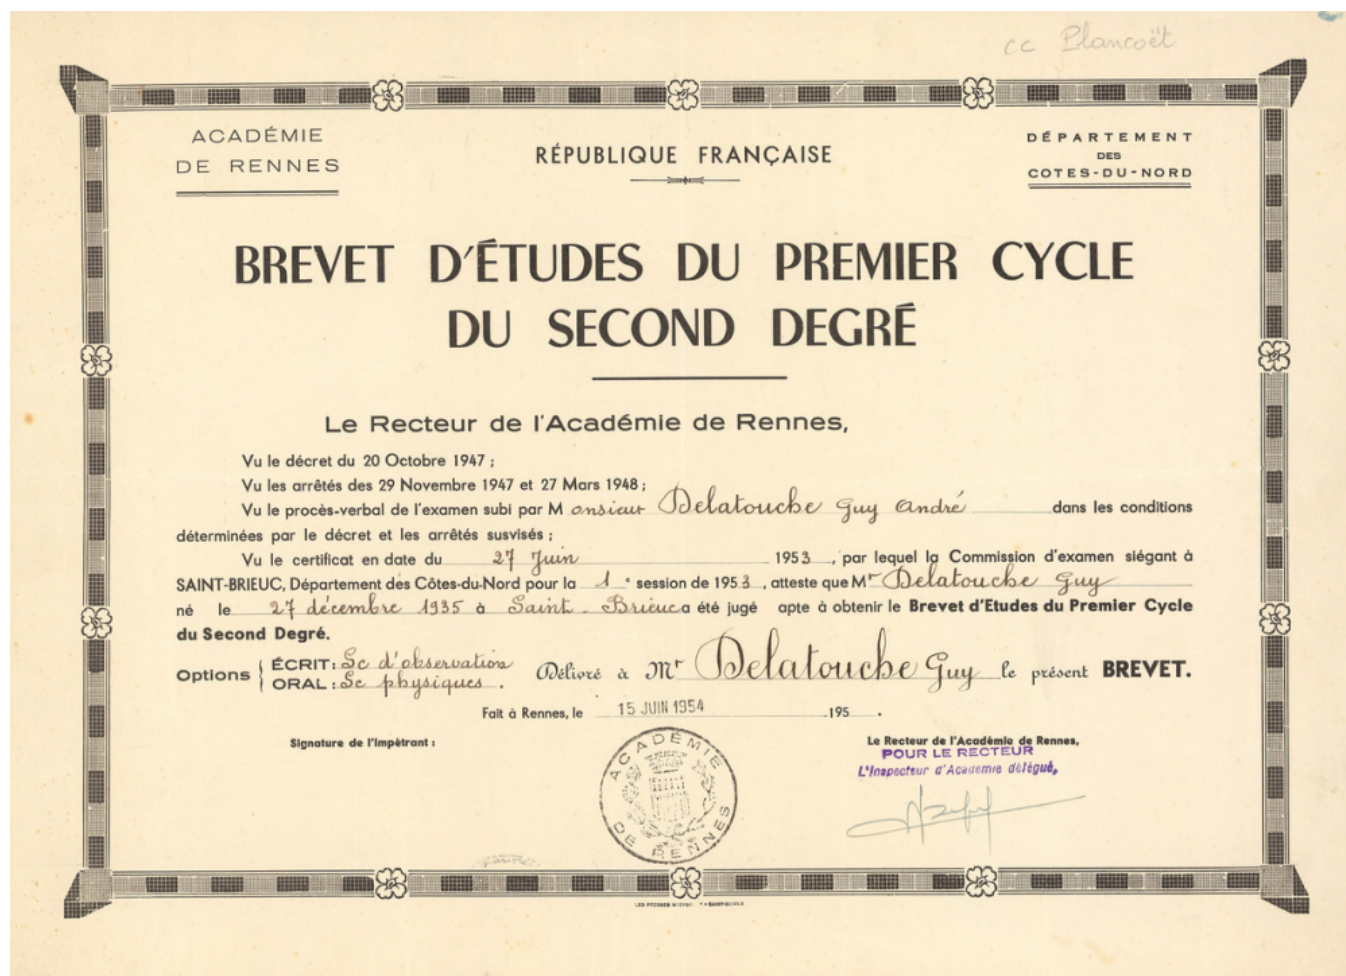 cc Plancoët
ACADÉMIE
DE RENNES
RÉPUBLIQUE FRANÇAISE
DÉPARTEMENT
DES
COTES-DU-NORD
BREVET D'ÉTUDES DU PREMIER CYCLE
DU SECOND DEGRÉ
Le Recteur de l'Académie de Rennes,
Vu le décret du 20 Octobre 1947 ;
Vu les arrêtés des 29 Novembre 1947 et 27 Mars 1948 ;
Vu le procès-verbal de l'examen subi par M onsieur Delatouche Guy André dans les conditions
déterminées par le décret et les arrêtés susvisés ;
Vu le certificat en date du 27 Juin 1953, par lequel la Commission d'examen siégant à
SAINT-BRIEUC, Département des Côtes-du-Nord pour la 1e session de 1953, atteste que Mr Delatouche Guy
né le 27 décembre 1935 à Saint-Brieuc a été jugé apte à obtenir le Brevet d'Etudes du Premier Cycle
du Second Degré.
Options { ÉCRIT : Sc d'observation
ORAL : Sc physiques .
Délivré à Mr Delatouche Guy le présent BREVET.
Fait à Rennes, le 15 JUIN 1954 195 .
Signature de l'Impétrant :
Le Recteur de l'Académie de Rennes,
POUR LE RECTEUR
L'Inspecteur d'Académie délégué,
ACADÉMIE
DE RENNES